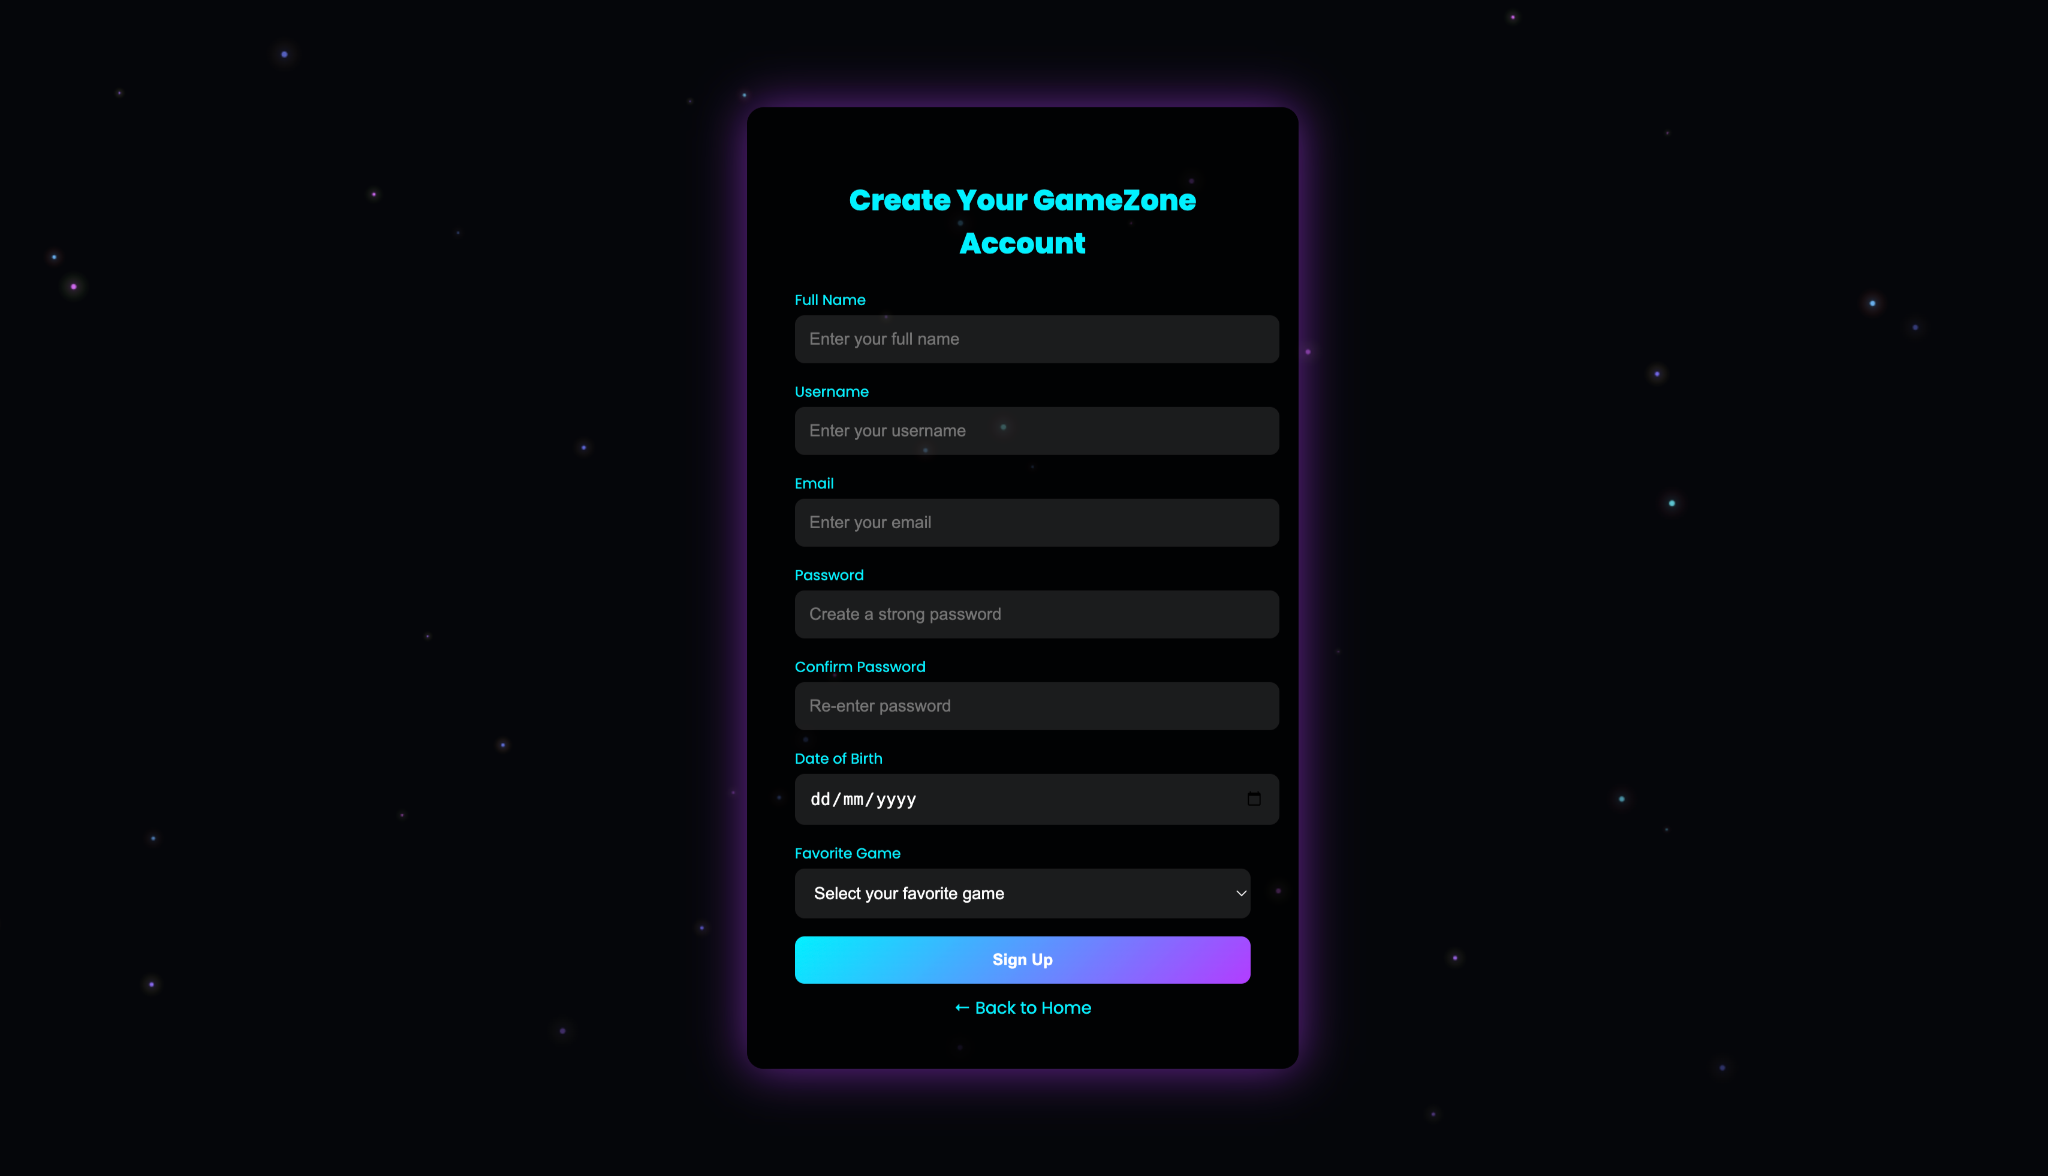 Create Your GameZone
Account
Full Name
Enter your full name
Username
Enter your username
Email
Enter your email
Password
Create a strong password
Confirm Password
Re-enter password
Date of Birth
dd/mm/yyyy
Favorite Game
Select your favorite game
Sign Up
← Back to Home